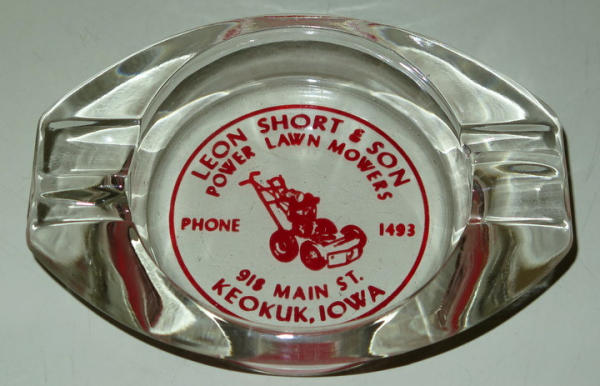 LEON SHORT & SON
POWER LAWN MOWERS
PHONE 1493
918 MAIN ST.
KEOKUK, IOWA